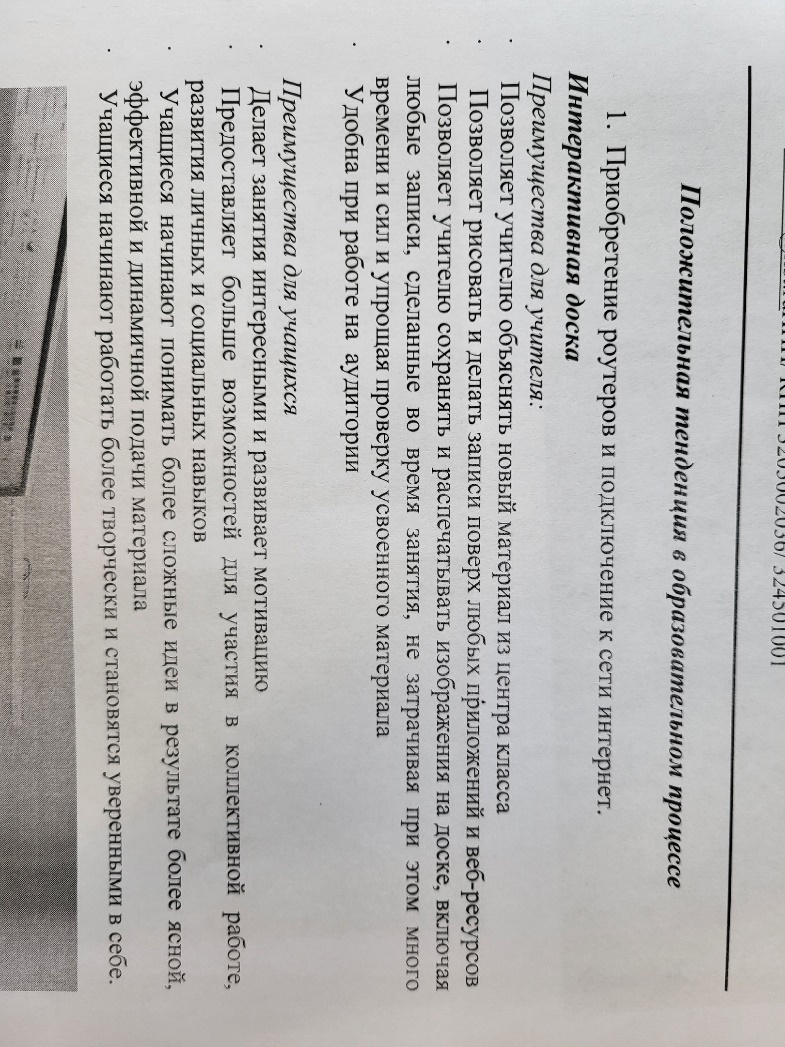 ИНН/ КПП 3203002036/ 324501001
Положительная тенденция в образовательном процессе
1. Приобретение роутеров и подключение к сети интернет.
Интерактивная доска
Преимущества для учителя:
· Позволяет учителю объяснять новый материал из центра класса
· Позволяет рисовать и делать записи поверх любых приложений и веб-ресурсов
· Позволяет учителю сохранять и распечатывать изображения на доске, включая
любые записи, сделанные во время занятия, не затрачивая при этом много
времени и сил и упрощая проверку усвоенного материала
· Удобна при работе на аудитории
Преимущества для учащихся
· Делает занятия интересными и развивает мотивацию
· Предоставляет больше возможностей для участия в коллективной работе,
развития личных и социальных навыков
· Учащиеся начинают понимать более сложные идеи в результате более ясной,
эффективной и динамичной подачи материала
· Учащиеся начинают работать более творчески и становятся уверенными в себе.